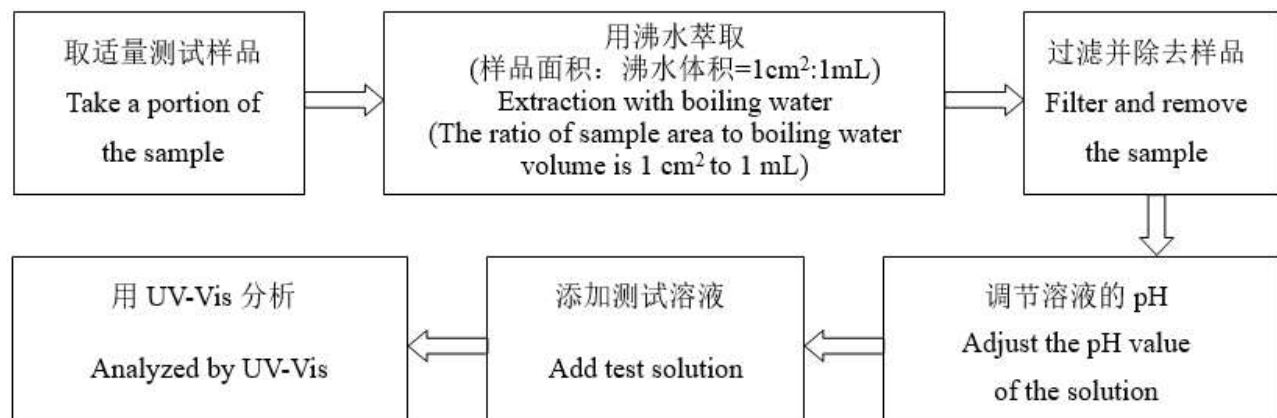 取适量测试样品
Take a portion of
the sample
用沸水萃取
(样品面积：沸水体积=1cm²:1mL)
Extraction with boiling water
(The ratio of sample area to boiling water
volume is 1 cm² to 1 mL)
过滤并除去样品
Filter and remove
the sample
调节溶液的 pH
Adjust the pH value
of the solution
添加测试溶液
Add test solution
用 UV-Vis 分析
Analyzed by UV-Vis